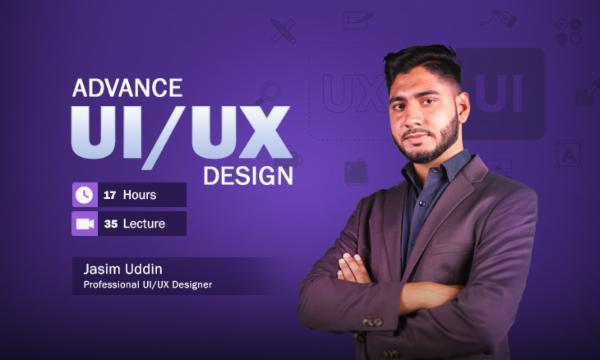 ADVANCE
UI/UX
DESIGN
17 Hours
35 Lecture
Jasim Uddin
Professional UI/UX Designer
UX
UI
A